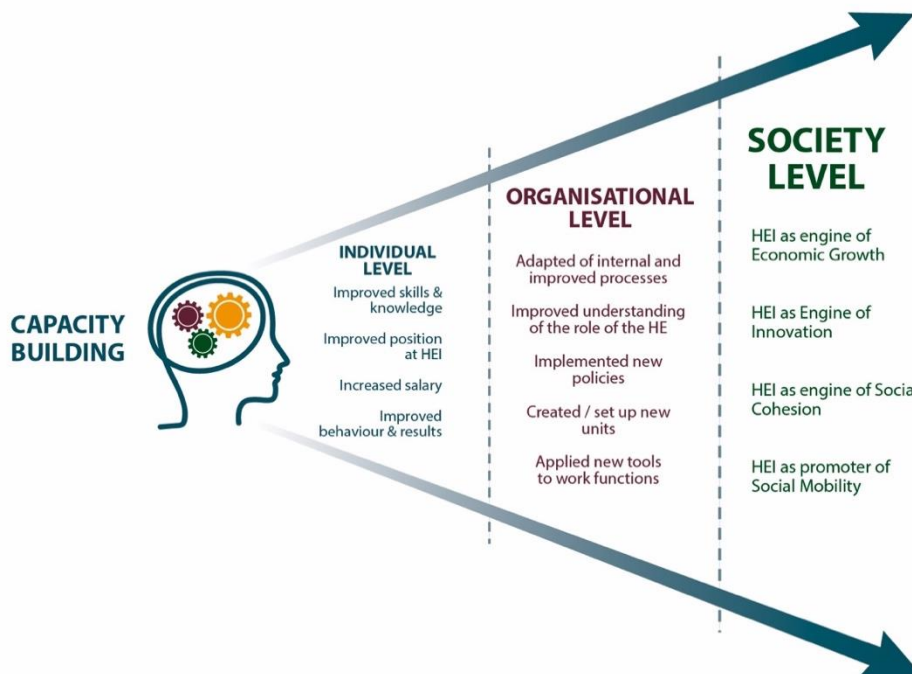 CAPACITY
BUILDING
INDIVIDUAL
LEVEL
Improved skills &
knowledge
Improved position
at HEI
Increased salary
Improved
behaviour & results
ORGANISATIONAL
LEVEL
Adapted of internal and
improved processes
Improved understanding
of the role of the HE
Implemented new
policies
Created / set up new
units
Applied new tools
to work functions
SOCIETY
LEVEL
HEI as engine of
Economic Growth
HEI as Engine of
Innovation
HEI as engine of Social
Cohesion
HEI as promoter of
Social Mobility